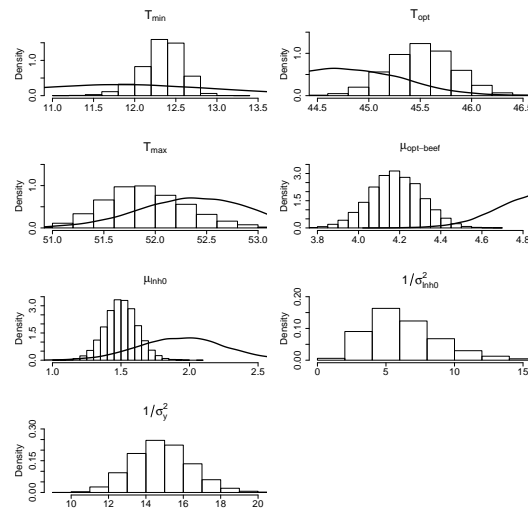 T_min
T_opt
Density
0.0 1.0
11.0 11.5 12.0 12.5 13.0 13.5
Density
0.0 1.0
44.5 45.0 45.5 46.0 46.5
T_max
μ_opt−beef
Density
0.0 1.0
51.0 51.5 52.0 52.5 53.0
Density
0.0 1.5 3.0
3.8 4.0 4.2 4.4 4.6 4.8
μ_lnh0
1/σ²_lnh0
Density
0.0 1.5 3.0
1.0 1.5 2.0 2.5
Density
0.00 0.10 0.20
0 5 10 15
1/σ²_y
Density
0.00 0.15 0.30
10 12 14 16 18 20